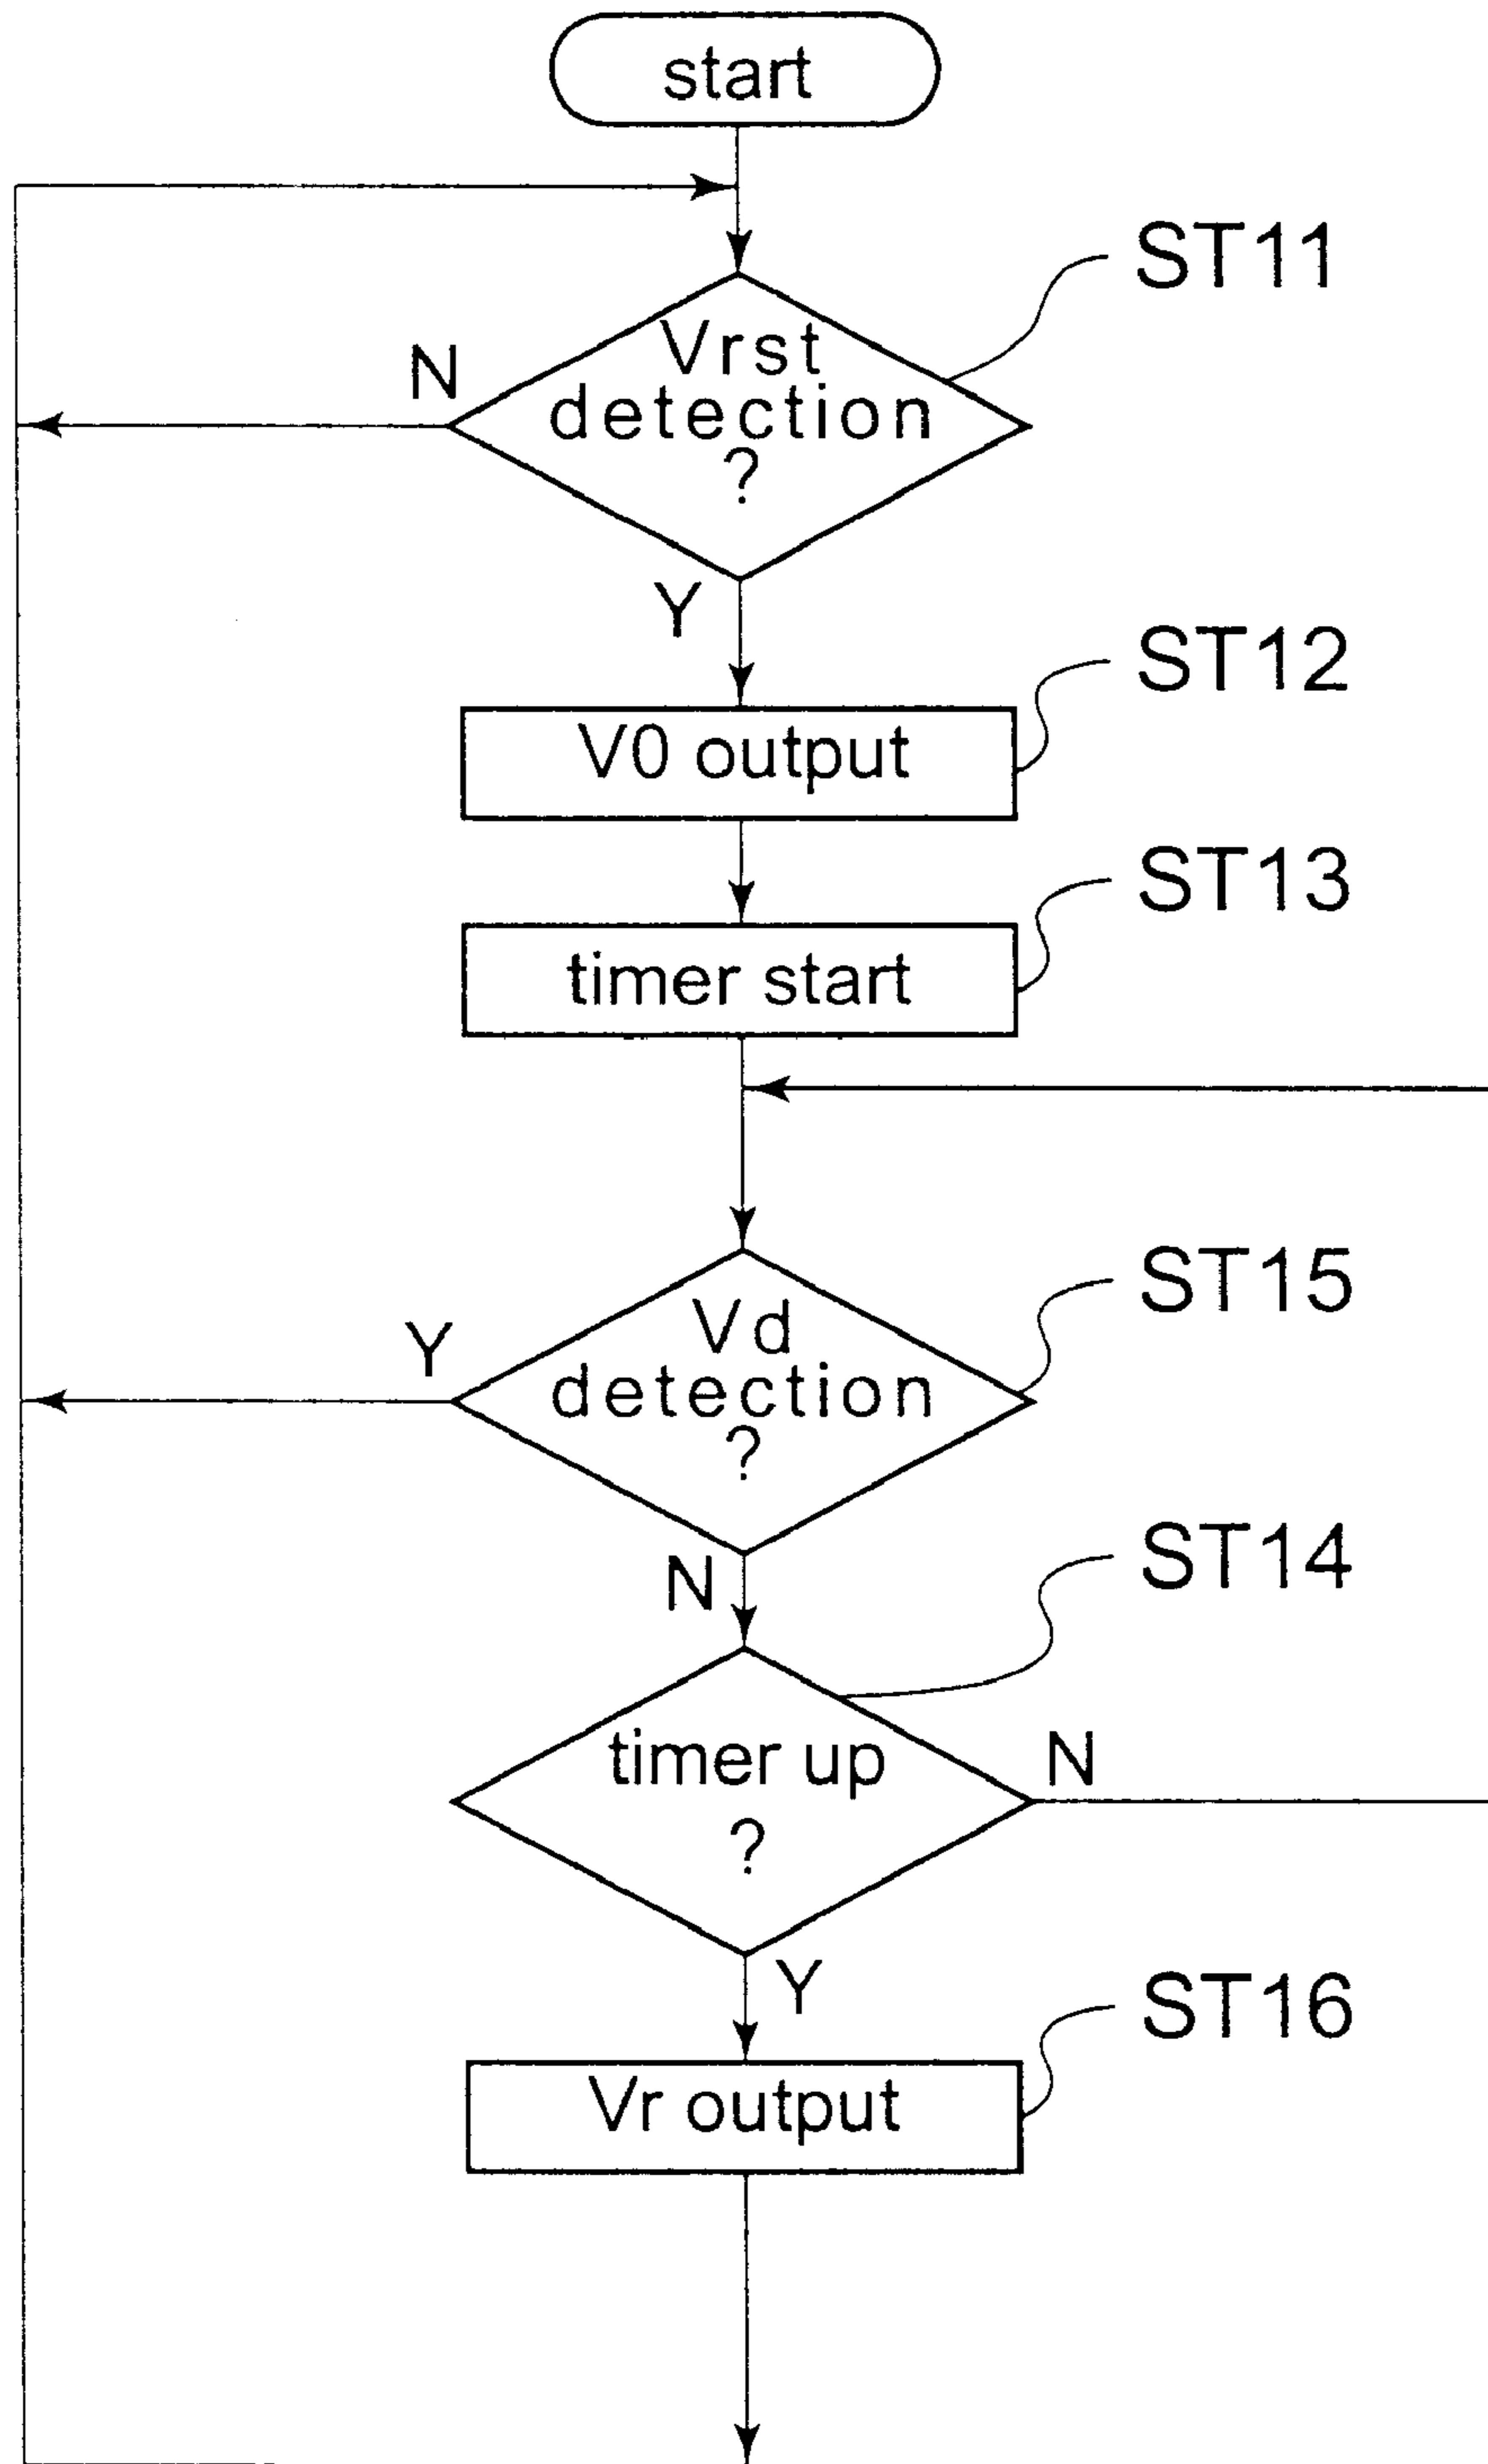 start
ST11
N
Vrst
detection
?
Y
ST12
V0 output
ST13
timer start
ST15
Y
Vd
detection
?
N
ST14
timer up
N
?
Y
ST16
Vr output